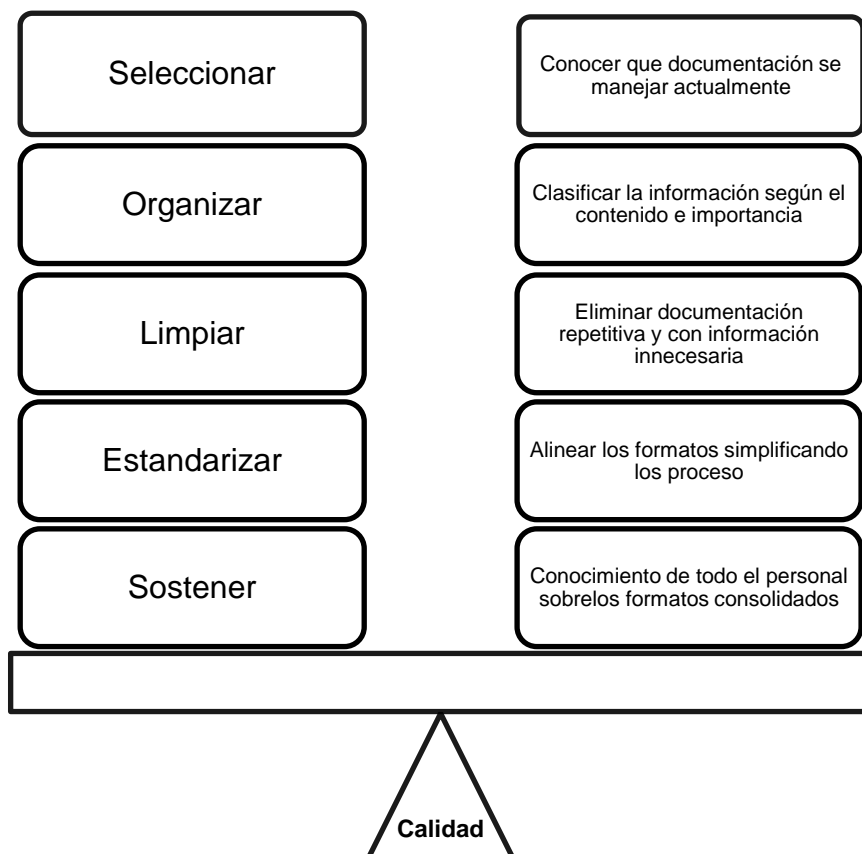 Seleccionar
Conocer que documentación se
manejar actualmente
Organizar
Clasificar la información según el
contenido e importancia
Limpiar
Eliminar documentación
repetitiva y con información
innecesaria
Estandarizar
Alinear los formatos simplificando
los proceso
Sostener
Conocimiento de todo el personal
sobrelos formatos consolidados
Calidad